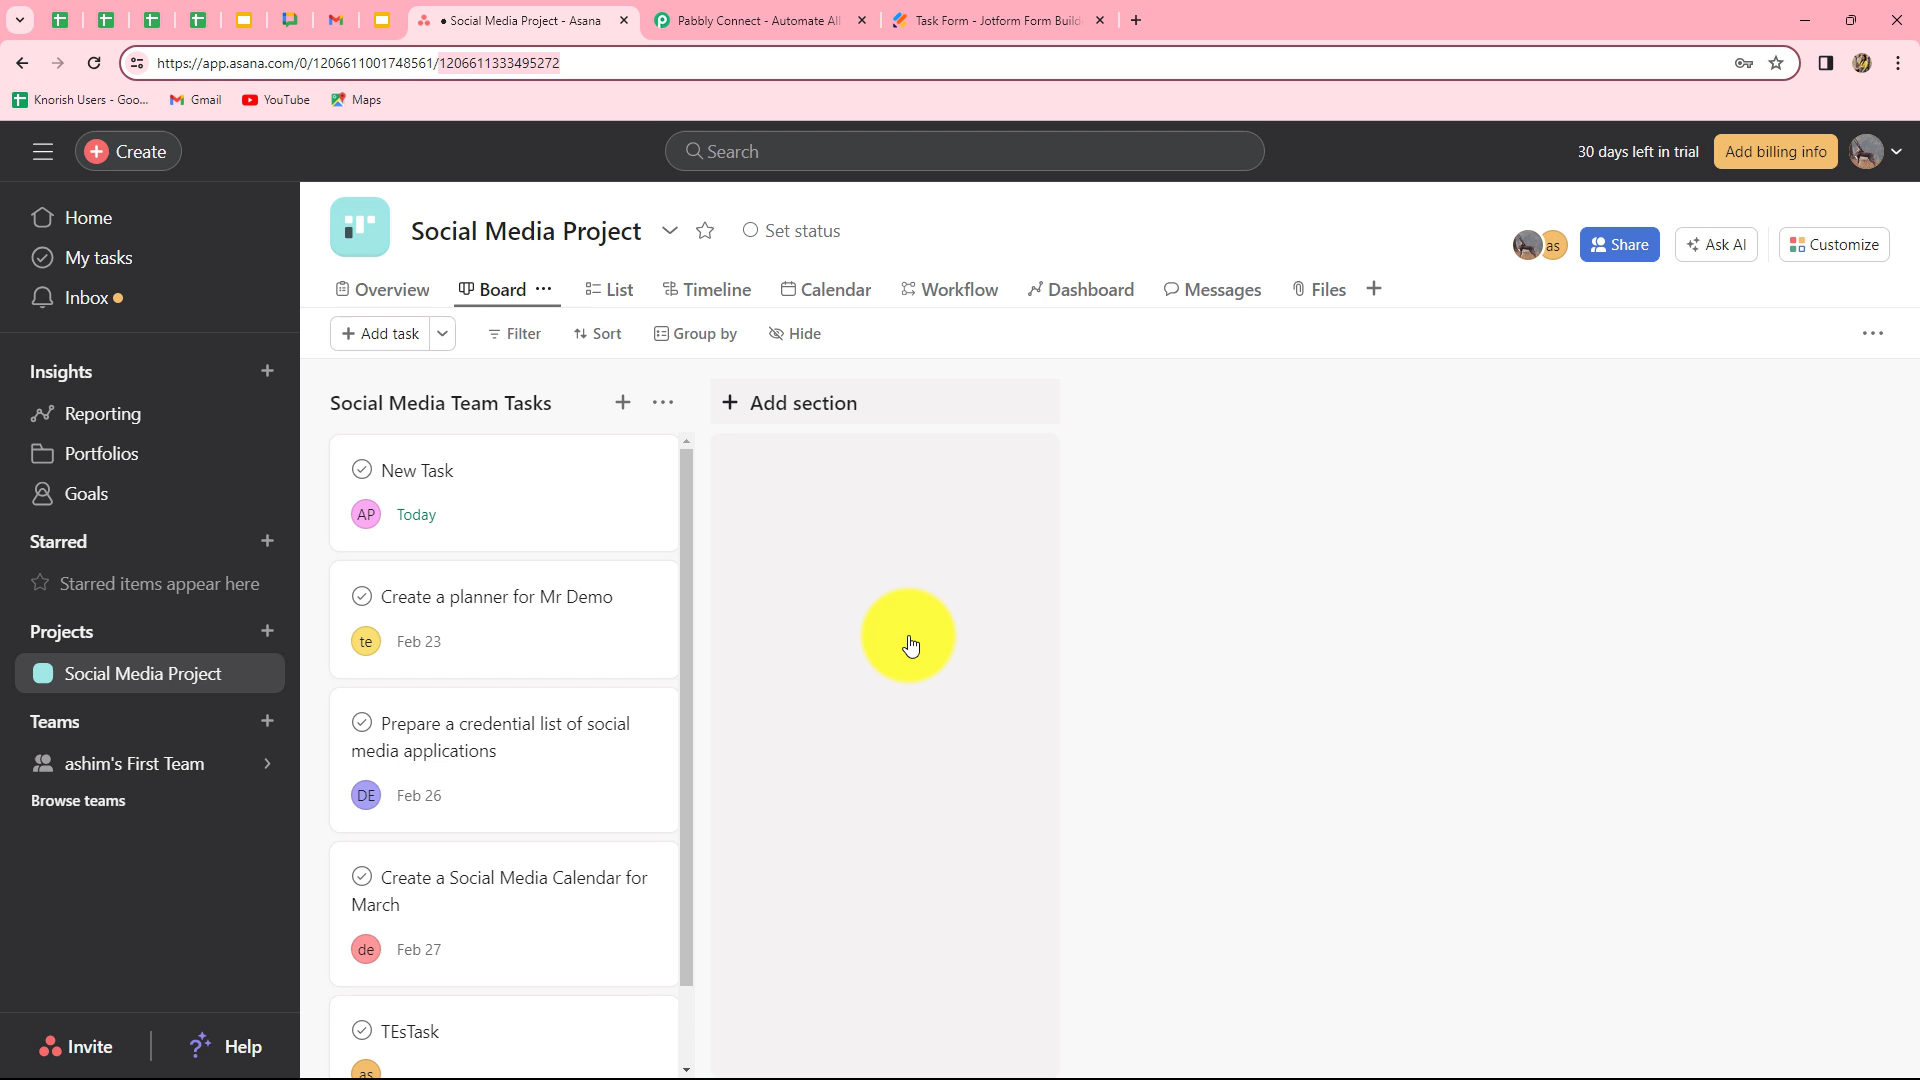 • Social Media Project - Asana
Pabbly Connect - Automate All
Task Form - Jotform Form Build
https://app.asana.com/0/1206611001748561/1206611333495272
Knorish Users - Goo...
Gmail
YouTube
Maps
Create
Search
30 days left in trial
Add billing info
Home
My tasks
Inbox
Insights
Reporting
Portfolios
Goals
Starred
Starred items appear here
Projects
Social Media Project
Teams
ashim's First Team
Browse teams
Invite
Help
Social Media Project
Set status
as
Share
Ask AI
Customize
Overview
Board
List
Timeline
Calendar
Workflow
Dashboard
Messages
Files
Add task
Filter
Sort
Group by
Hide
Social Media Team Tasks
Add section
New Task
AP Today
Create a planner for Mr Demo
te Feb 23
Prepare a credential list of social
media applications
DE Feb 26
Create a Social Media Calendar for
March
de Feb 27
TEsTask
as